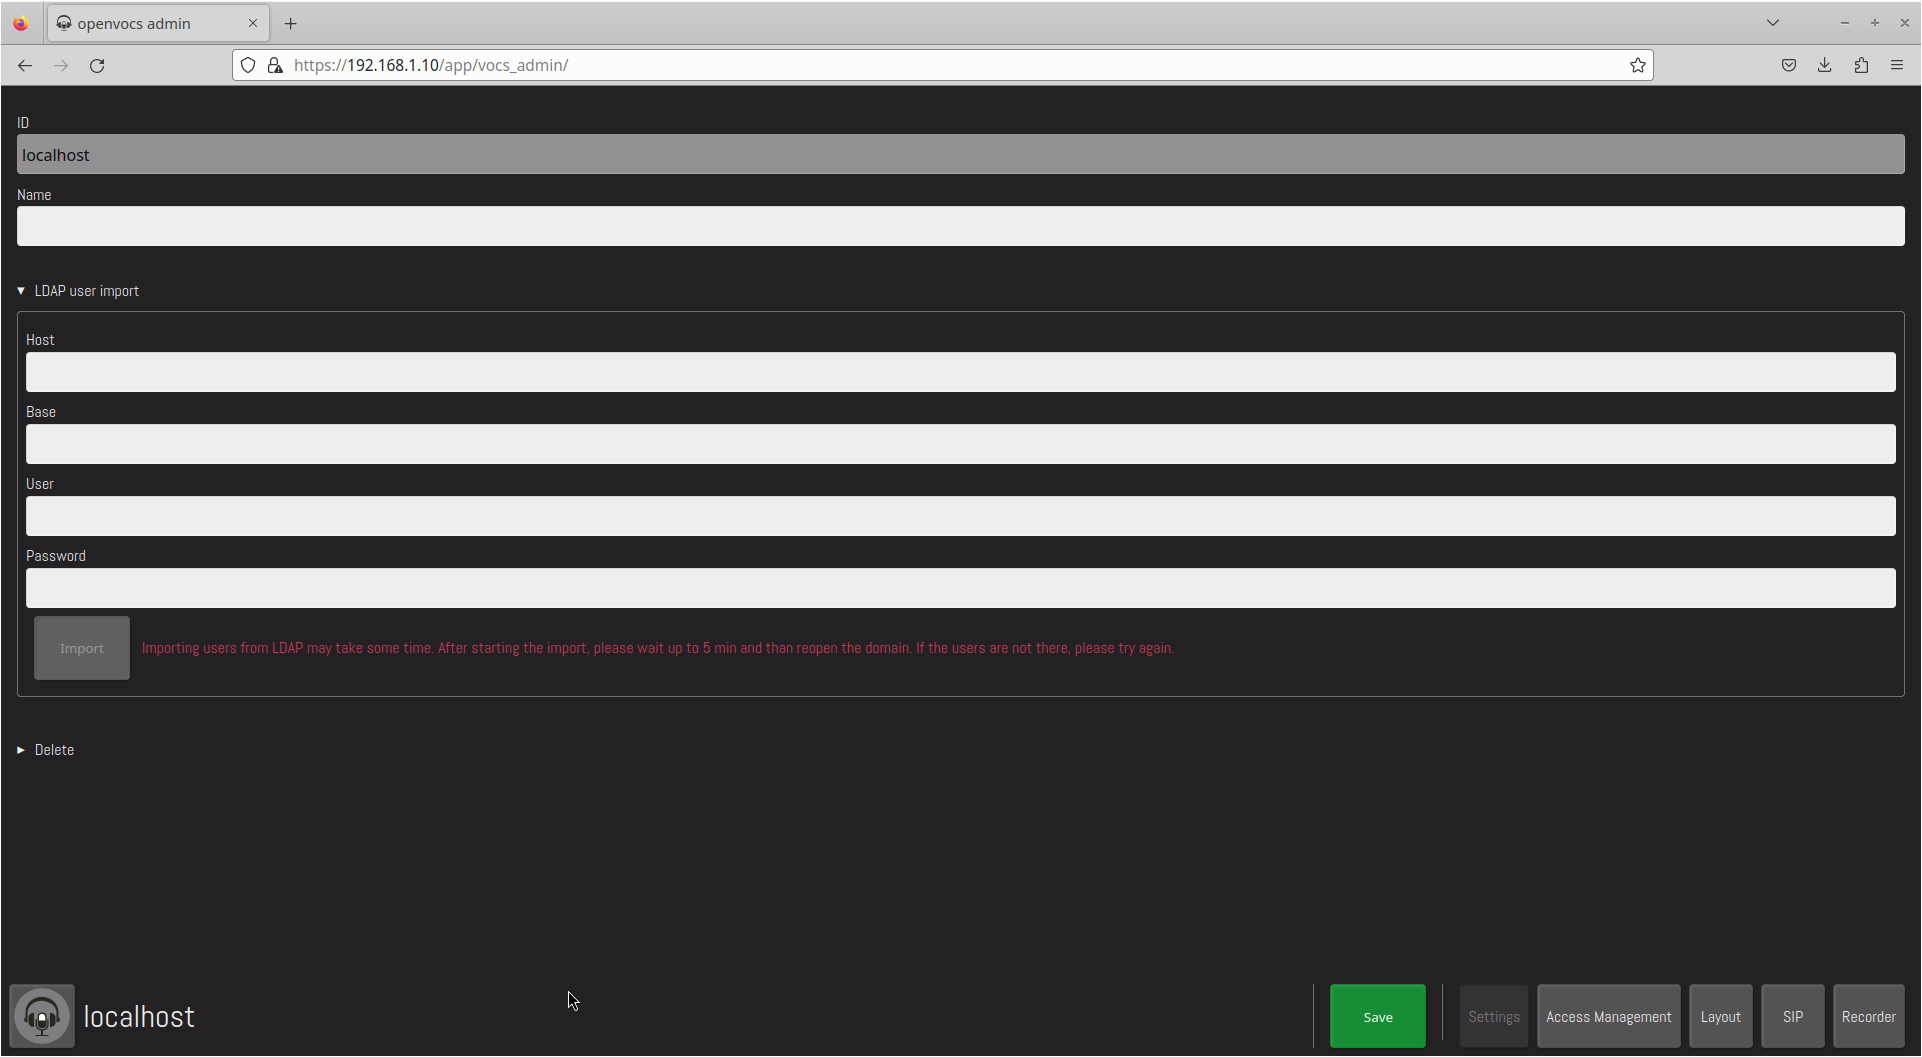 openvocs admin
https://192.168.1.10/app/vocs_admin/
ID
localhost
Name
LDAP user import
Host
Base
User
Password
Import
Importing users from LDAP may take some time. After starting the import, please wait up to 5 min and than reopen the domain. If the users are not there, please try again.
Delete
localhost
Save
Settings
Access Management
Layout
SIP
Recorder